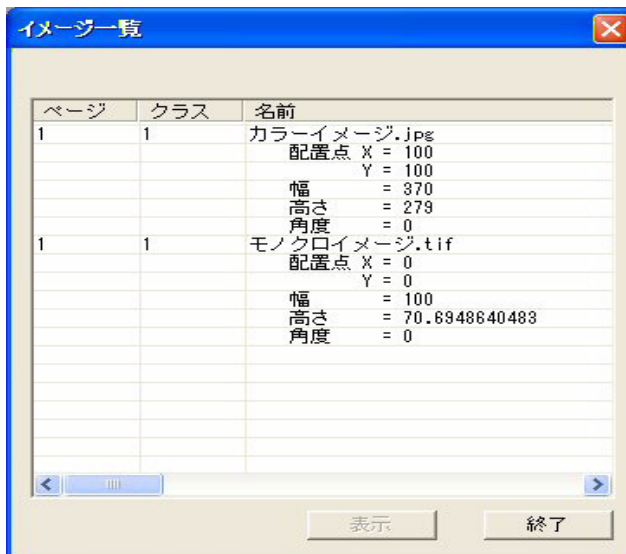 イメージ一覧
ページ クラス 名前
1 1 カラーイメージ.jpg
配置点 X = 100
Y = 100
幅 = 370
高さ = 279
角度 = 0
1 1 モノクロイメージ.tif
配置点 X = 0
Y = 0
幅 = 100
高さ = 70.6948640483
角度 = 0
表示 終了